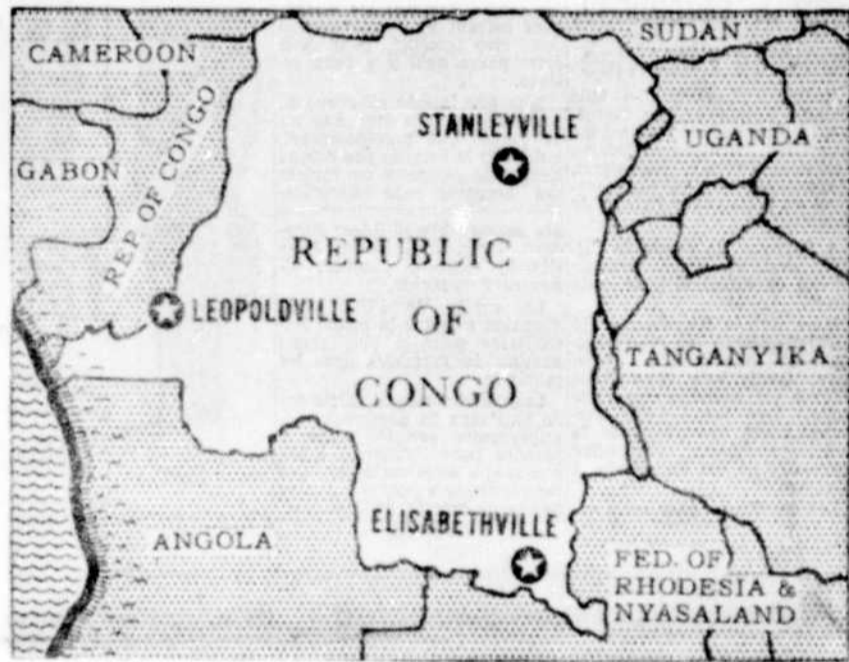 CAMEROON
SUDAN
REP. OF CONGO
STANLEYVILLE
UGANDA
GABON
REPUBLIC
OF
CONGO
LEOPOLDVILLE
TANGANYIKA
ELISABETHVILLE
ANGOLA
FED. OF
RHODESIA &
NYASALAND